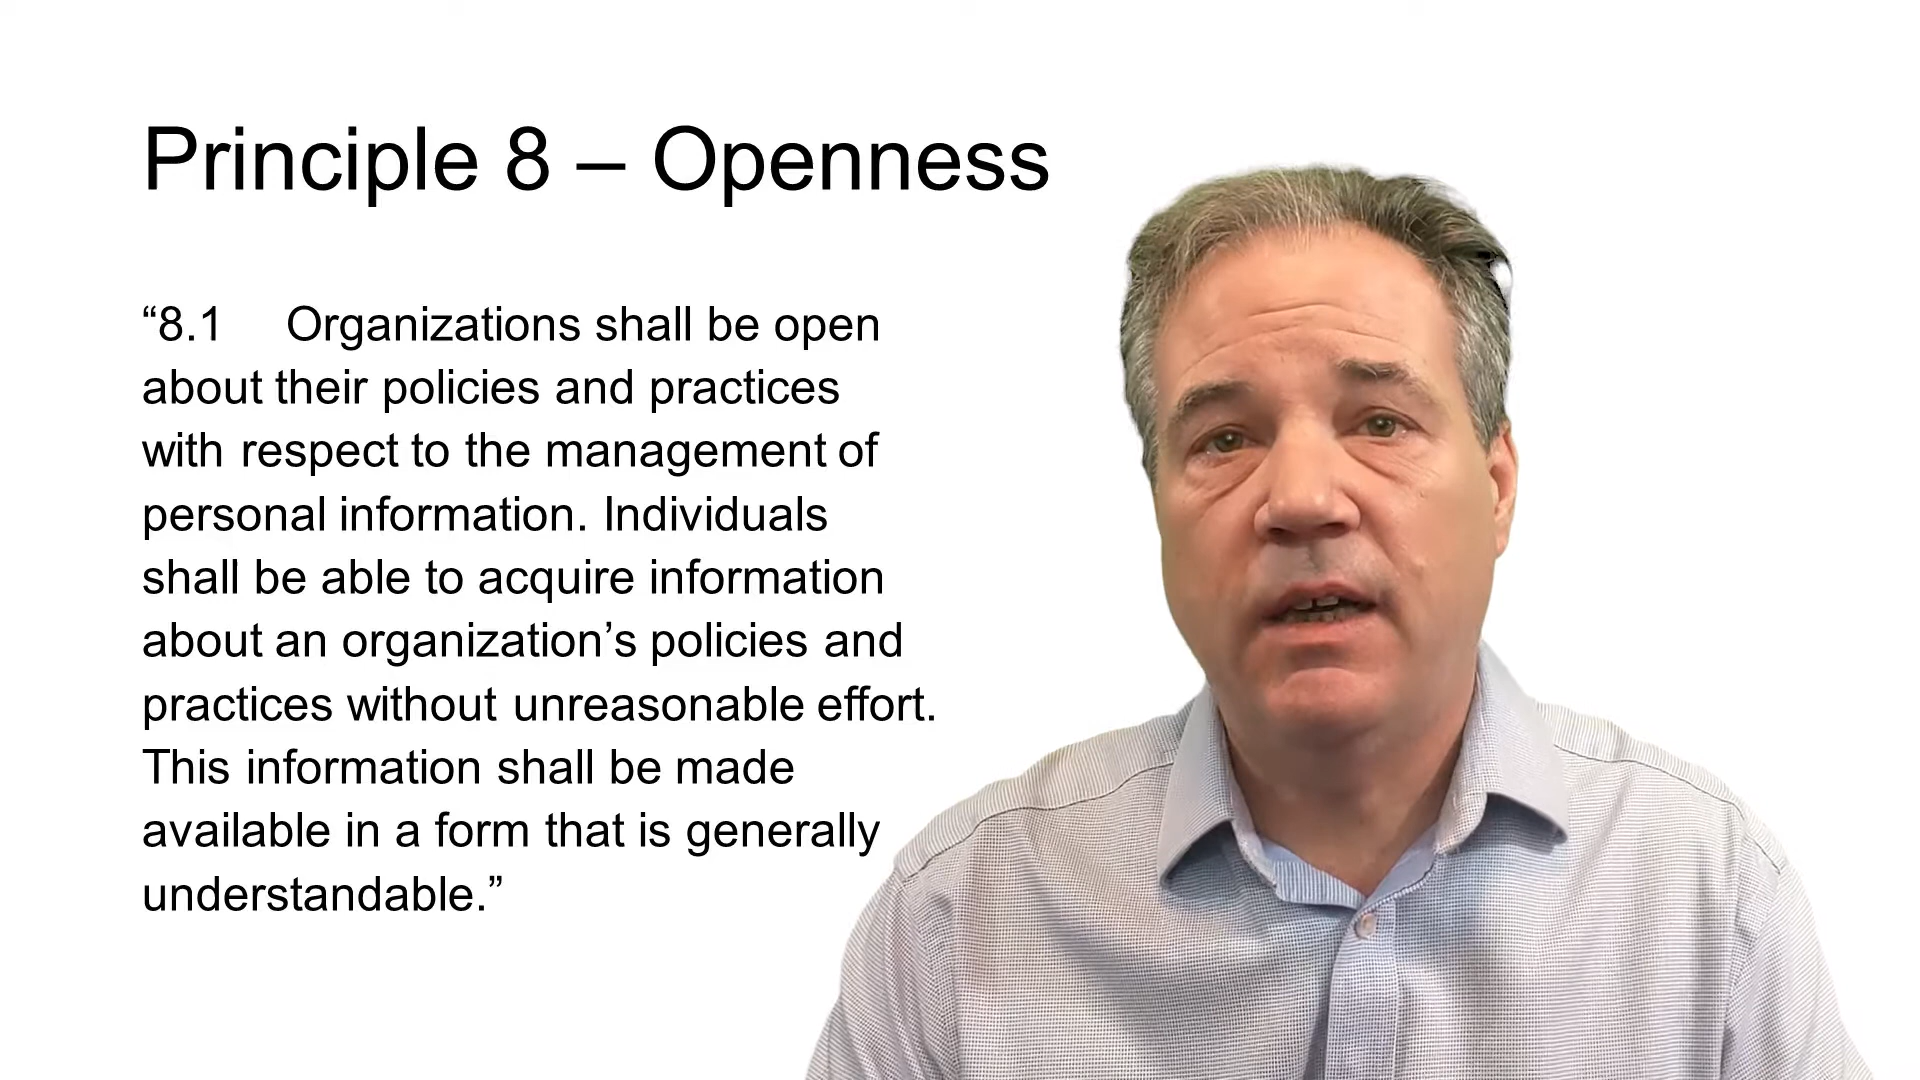 Principle 8 – Openness
“8.1 Organizations shall be open
about their policies and practices
with respect to the management of
personal information. Individuals
shall be able to acquire information
about an organization’s policies and
practices without unreasonable effort.
This information shall be made
available in a form that is generally
understandable.”